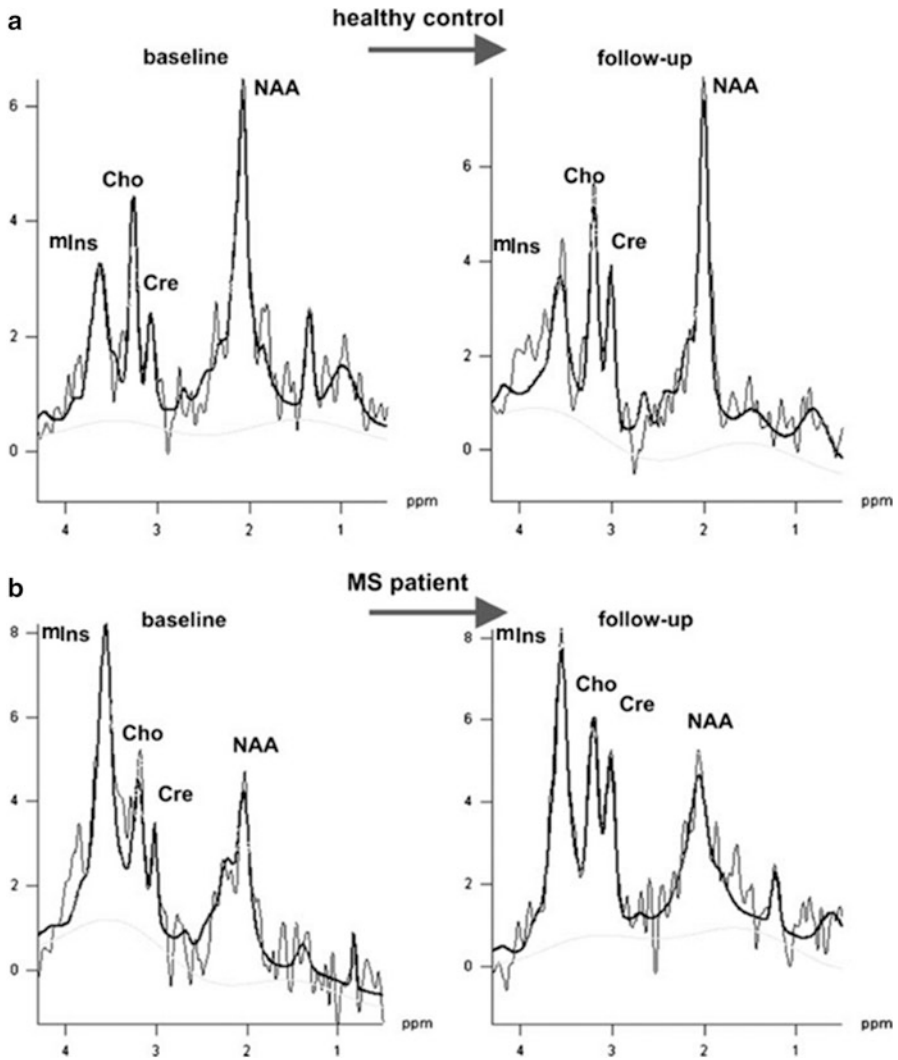 a
healthy control
baseline
follow-up
NAA
Cho
mIns
Cre
6
4
2
0
ppm
4 3 2 1
NAA
Cho
mIns
Cre
6
4
2
0
ppm
4 3 2 1
b
MS patient
baseline
follow-up
mIns
Cho
Cre
NAA
8
6
4
2
0
ppm
4 3 2 1
mIns
Cho
Cre
NAA
8
6
4
2
0
ppm
4 3 2 1